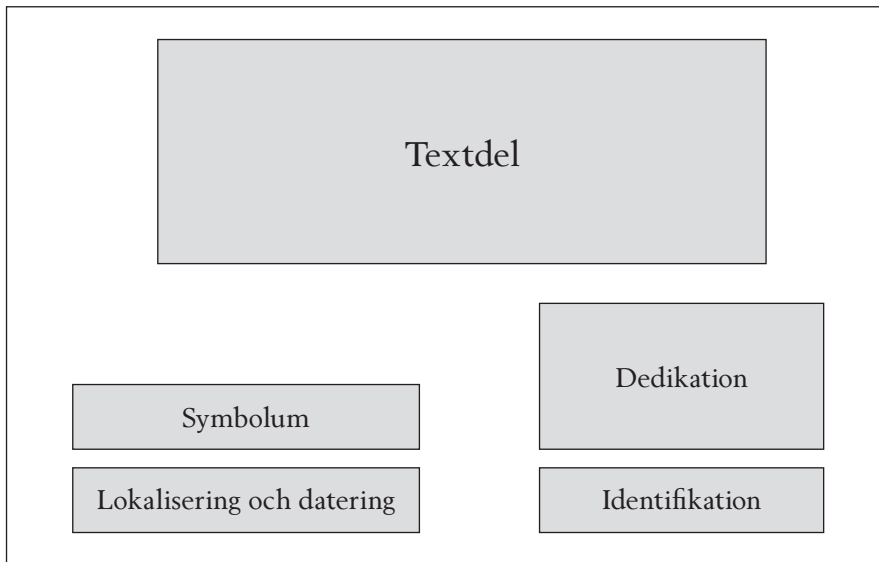 Textdel
Dedikation
Symbolum
Lokalisering och datering
Identifikation